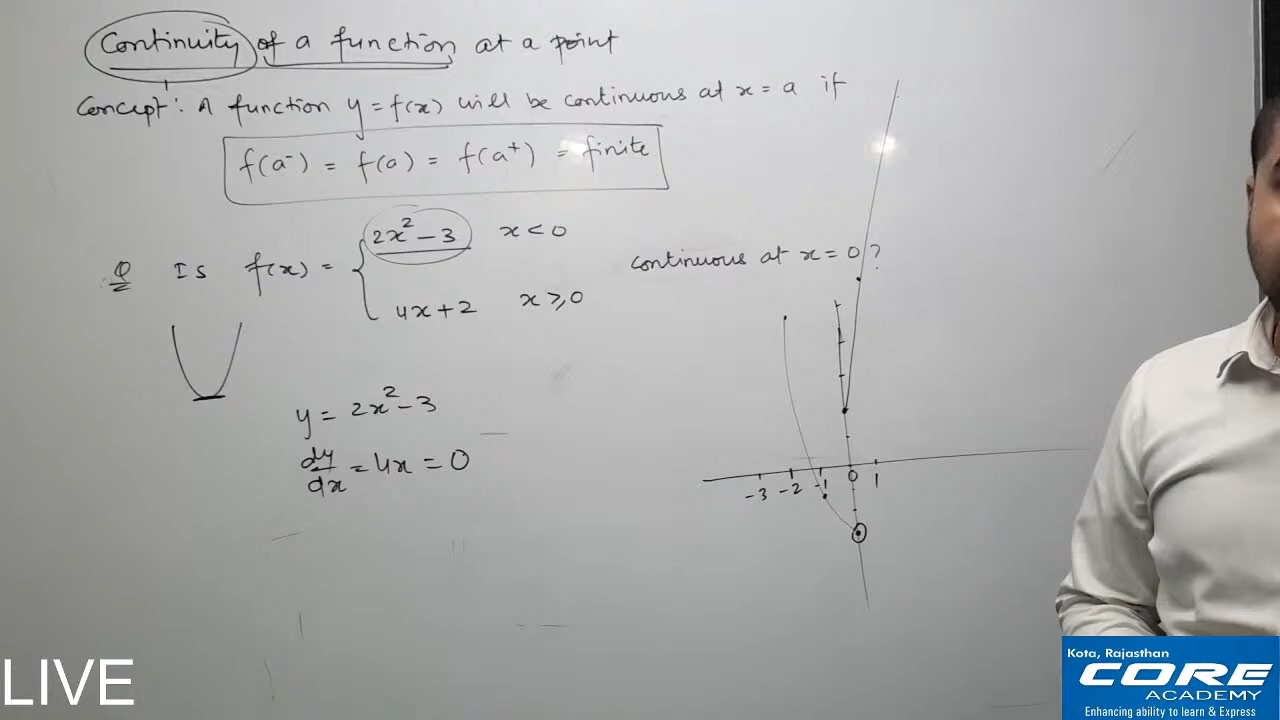 Continuity of a function at a point
Concept: A function y = f(x) will be continuous at x = a if
f(a⁻) = f(a) = f(a⁺) = finite
Q Is f(x) = { 2x² - 3 x < 0
4x + 2 x ≥ 0
continuous at x = 0 ?
y = 2x² - 3
dy/dx = 4x = 0
-3 -2 -1 0 1
LIVE
Kota, Rajasthan
CORE
ACADEMY
Enhancing ability to learn & Express